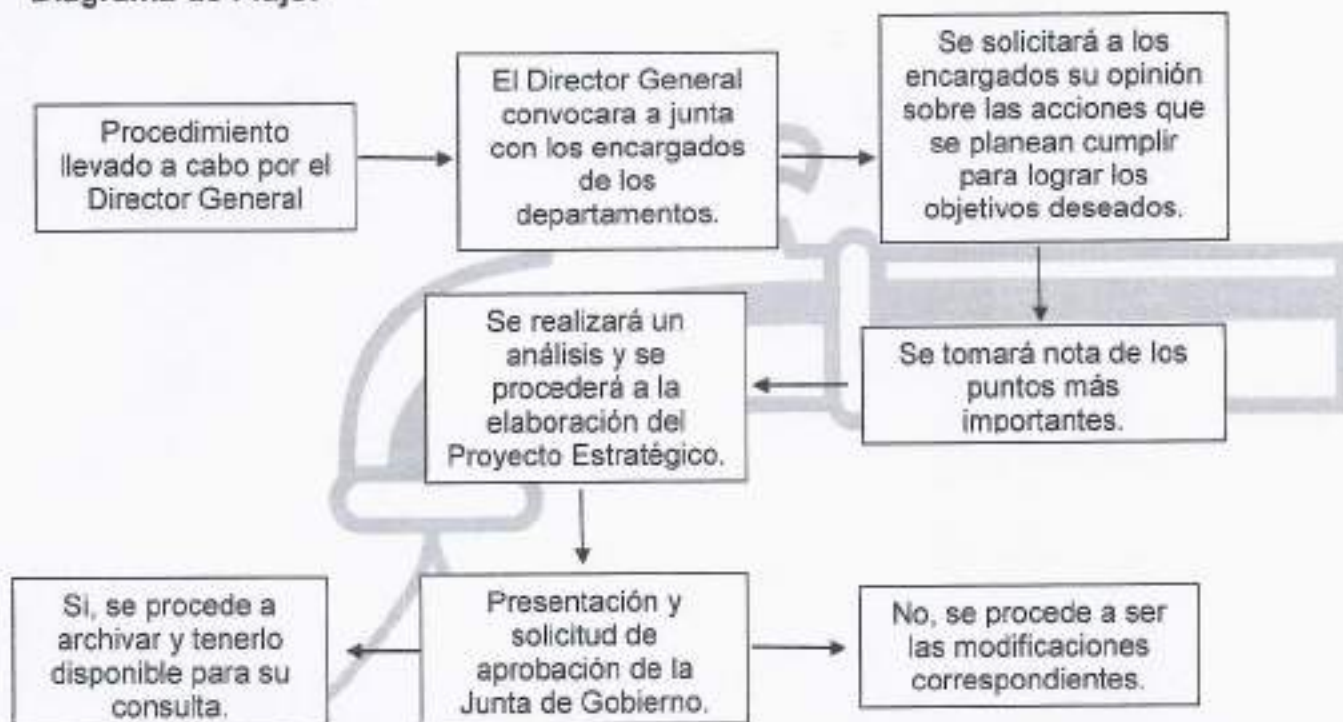 Procedimiento
llevado a cabo por el
Director General
El Director General
convocara a junta
con los encargados
de los
departamentos.
Se solicitará a los
encargados su opinión
sobre las acciones que
se planean cumplir
para lograr los
objetivos deseados.
Se tomará nota de los
puntos más
importantes.
Se realizará un
análisis y se
procederá a la
elaboración del
Proyecto Estratégico.
Presentación y
solicitud de
aprobación de la
Junta de Gobierno.
Si, se procede a
archivar y tenerlo
disponible para su
consulta.
No, se procede a ser
las modificaciones
correspondientes.